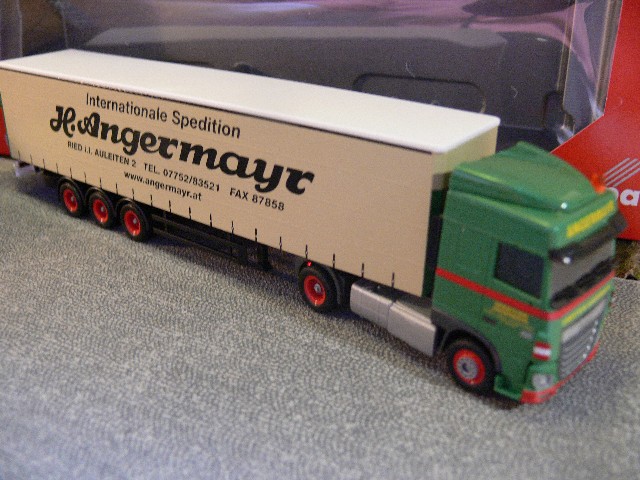 Internationale Spedition
H. Angermayr
RIED I.I. AULEITEN 2 TEL. 07752/83521 FAX 87858
www.angermayr.at